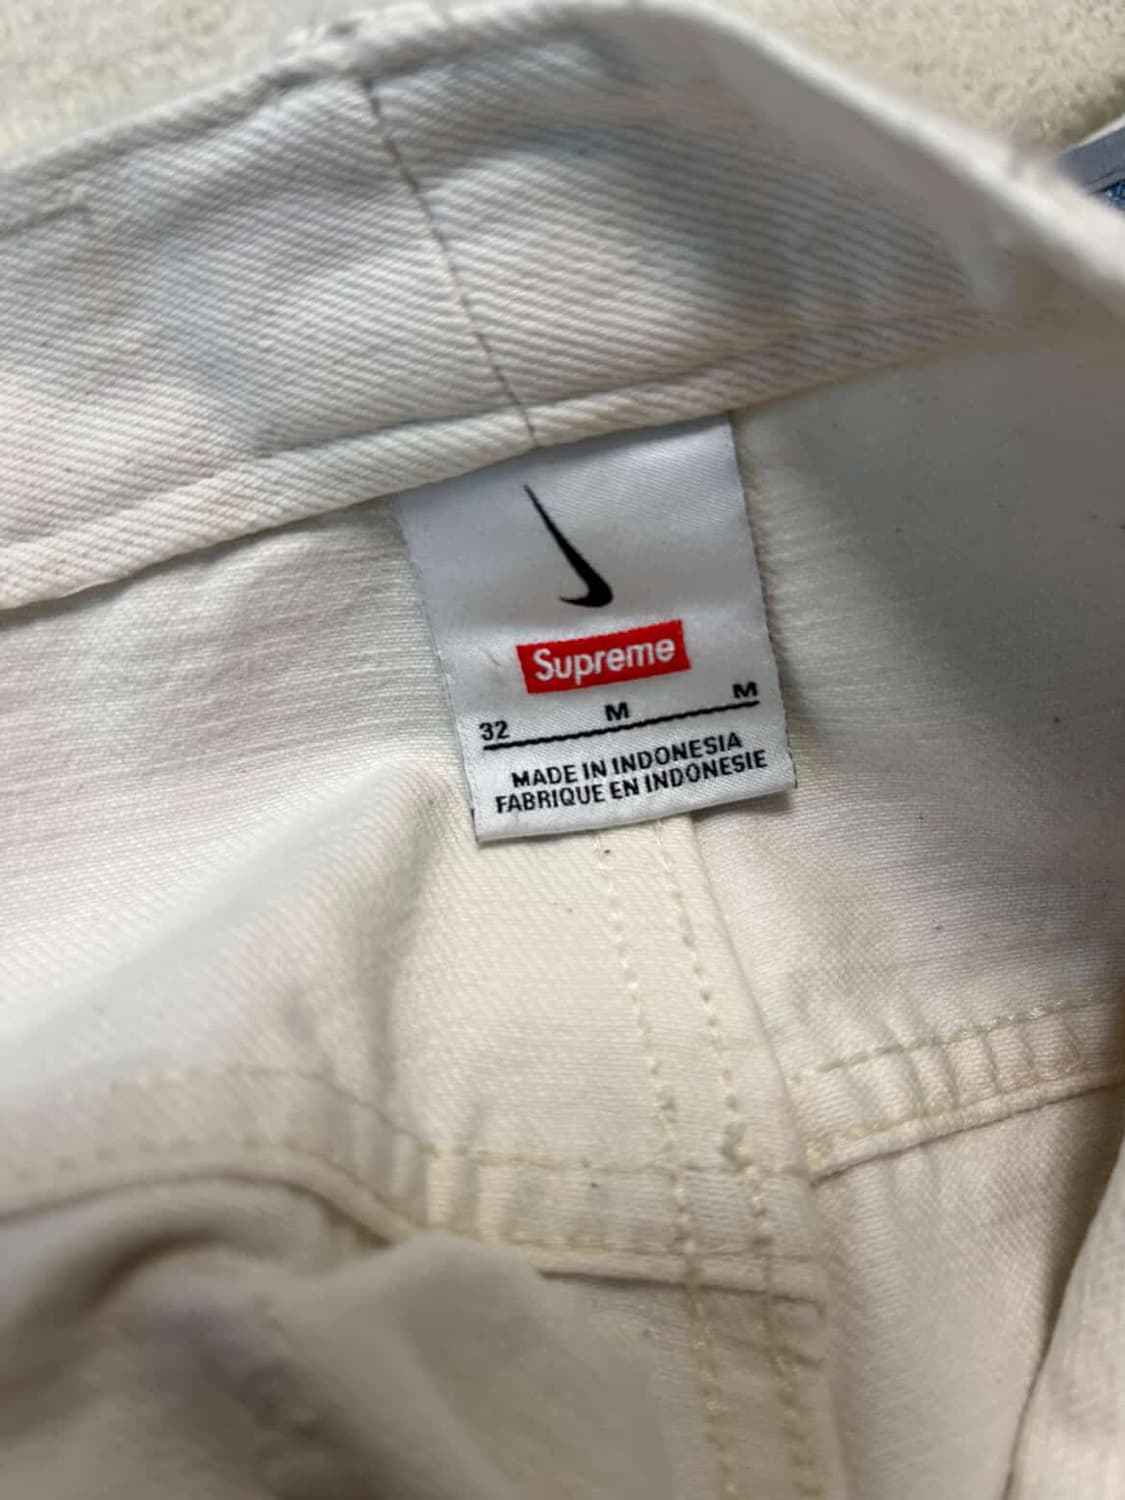 Supreme
32 M M
MADE IN INDONESIA
FABRIQUE EN INDONESIE